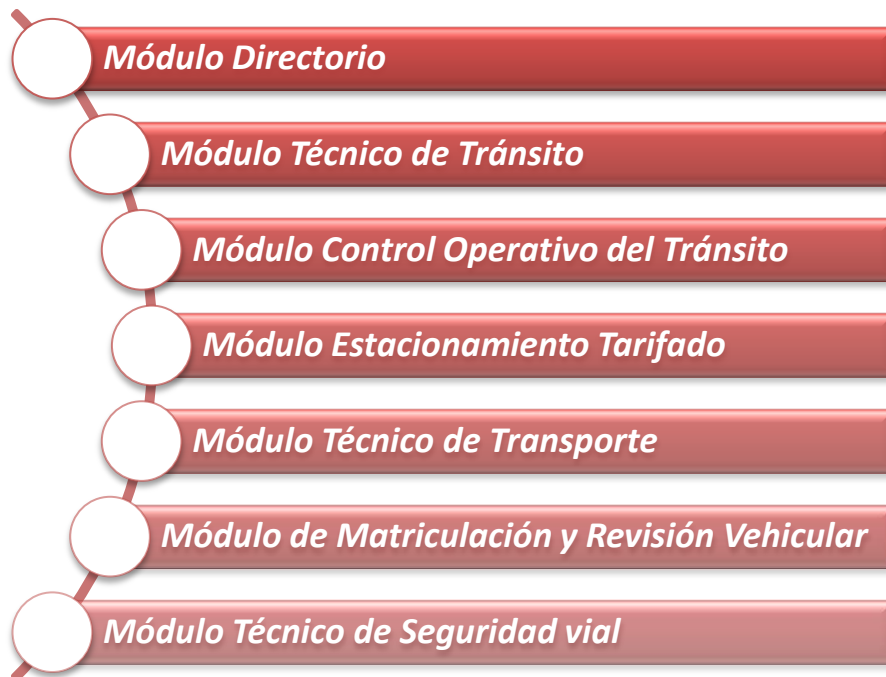 Módulo Directorio
Módulo Técnico de Tránsito
Módulo Control Operativo del Tránsito
Módulo Estacionamiento Tarifado
Módulo Técnico de Transporte
Módulo de Matriculación y Revisión Vehicular
Módulo Técnico de Seguridad vial